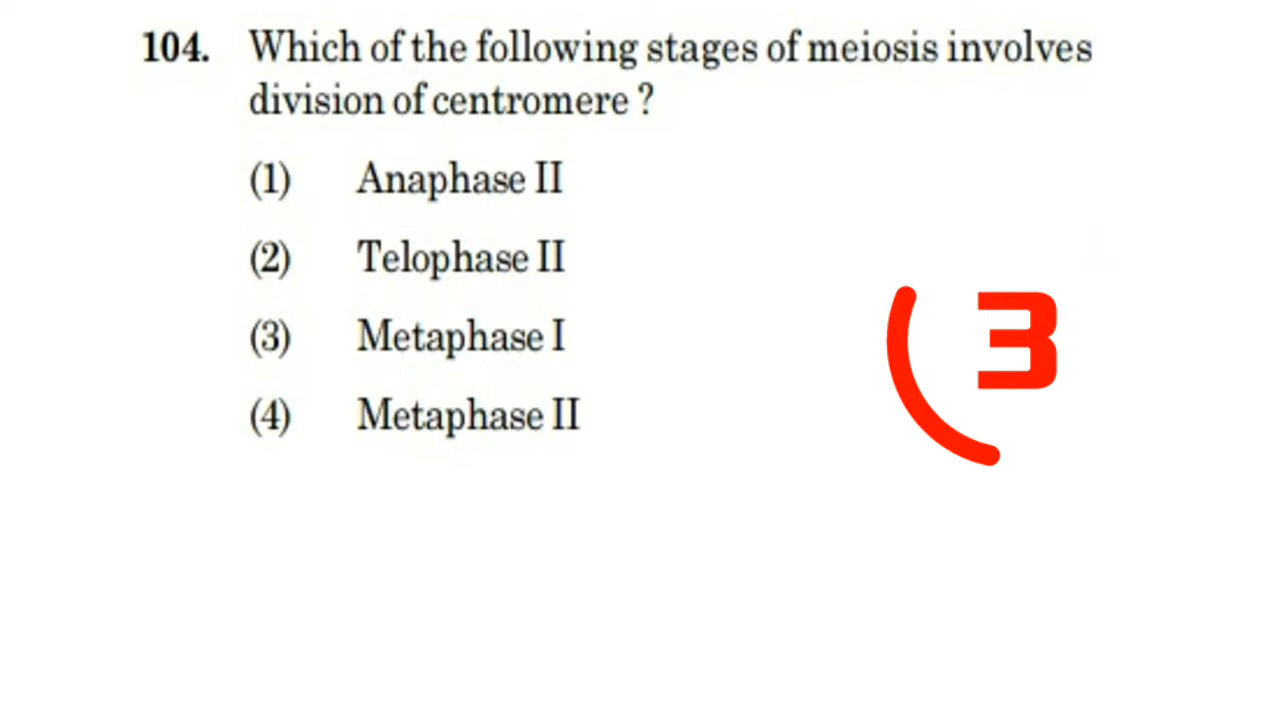 104. Which of the following stages of meiosis involves
division of centromere ?
(1) Anaphase II
(2) Telophase II
(3) Metaphase I
(4) Metaphase II
3